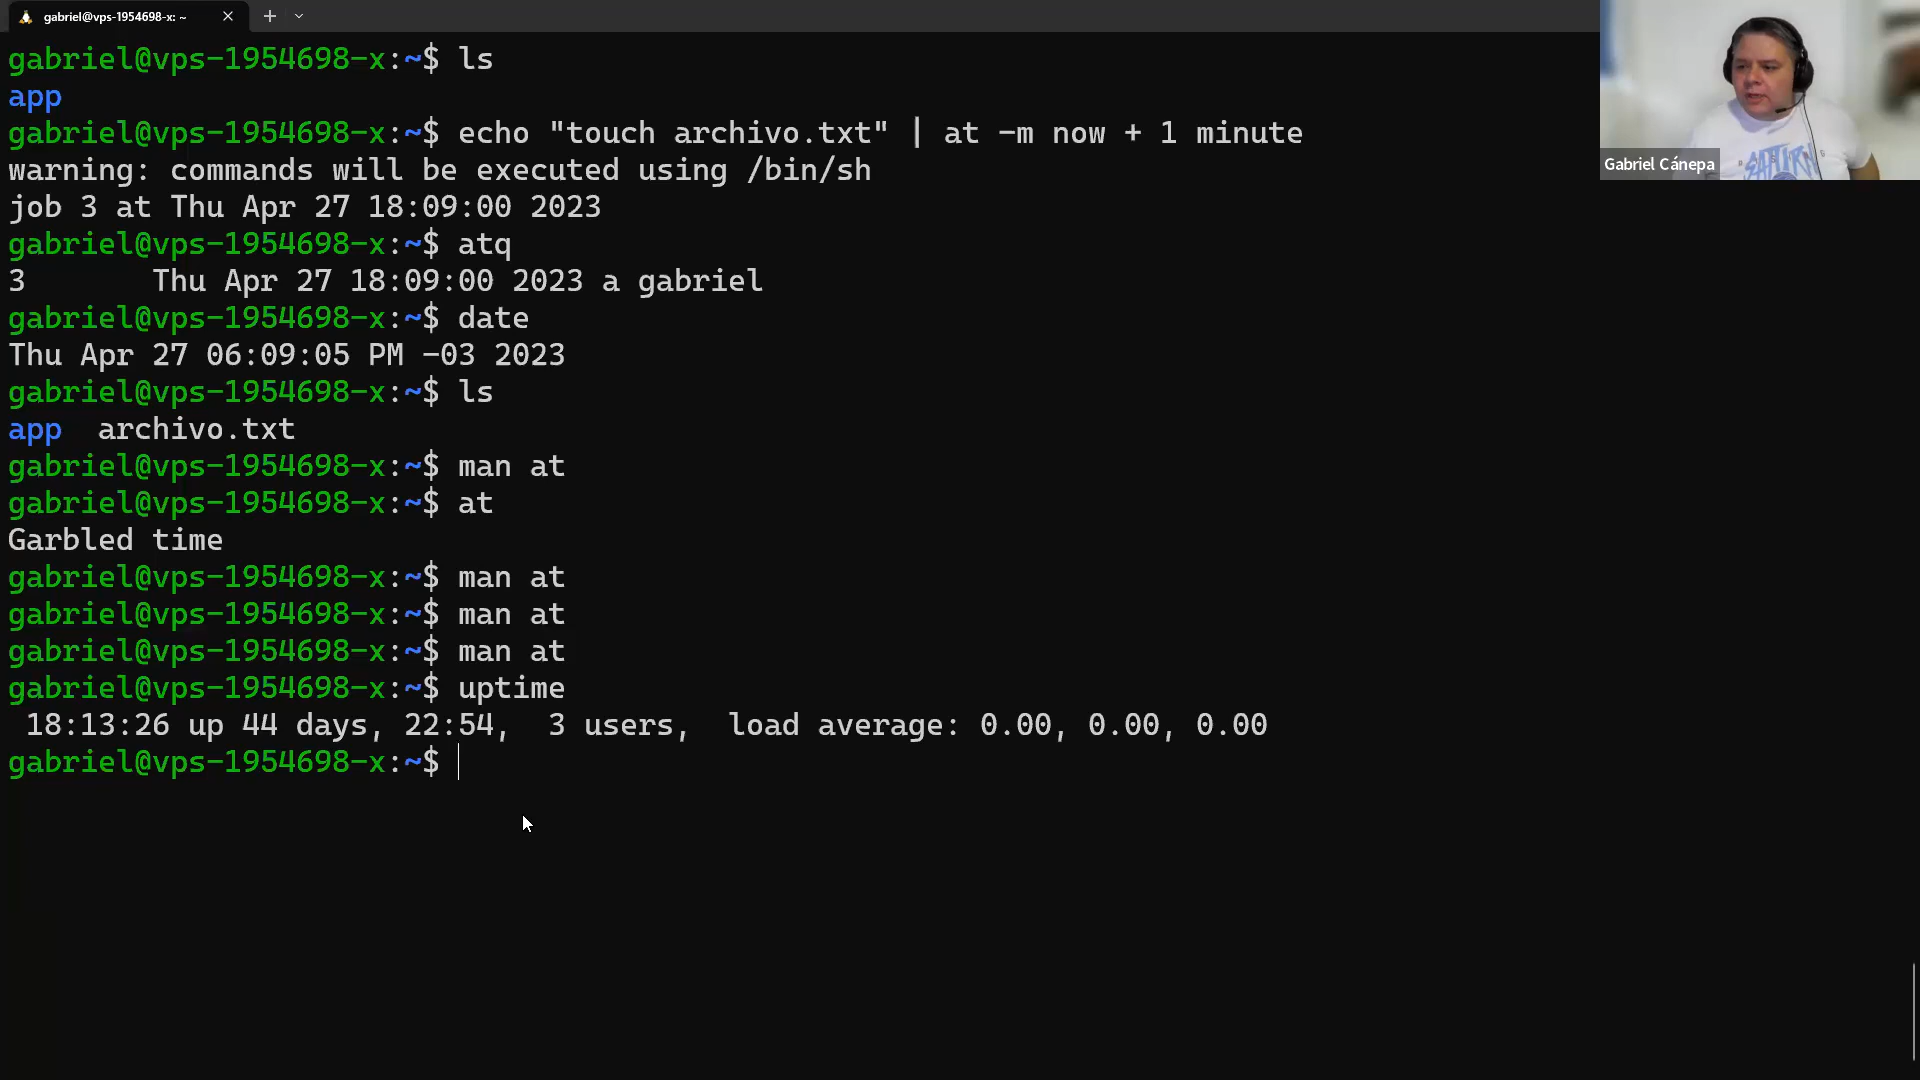 gabriel@vps-1954698-x: ~
gabriel@vps-1954698-x:~$ ls
app
gabriel@vps-1954698-x:~$ echo "touch archivo.txt" | at -m now + 1 minute
warning: commands will be executed using /bin/sh
job 3 at Thu Apr 27 18:09:00 2023
gabriel@vps-1954698-x:~$ atq
3       Thu Apr 27 18:09:00 2023 a gabriel
gabriel@vps-1954698-x:~$ date
Thu Apr 27 06:09:05 PM -03 2023
gabriel@vps-1954698-x:~$ ls
app  archivo.txt
gabriel@vps-1954698-x:~$ man at
gabriel@vps-1954698-x:~$ at
Garbled time
gabriel@vps-1954698-x:~$ man at
gabriel@vps-1954698-x:~$ man at
gabriel@vps-1954698-x:~$ man at
gabriel@vps-1954698-x:~$ uptime
 18:13:26 up 44 days, 22:54,  3 users,  load average: 0.00, 0.00, 0.00
gabriel@vps-1954698-x:~$
Gabriel Cánepa